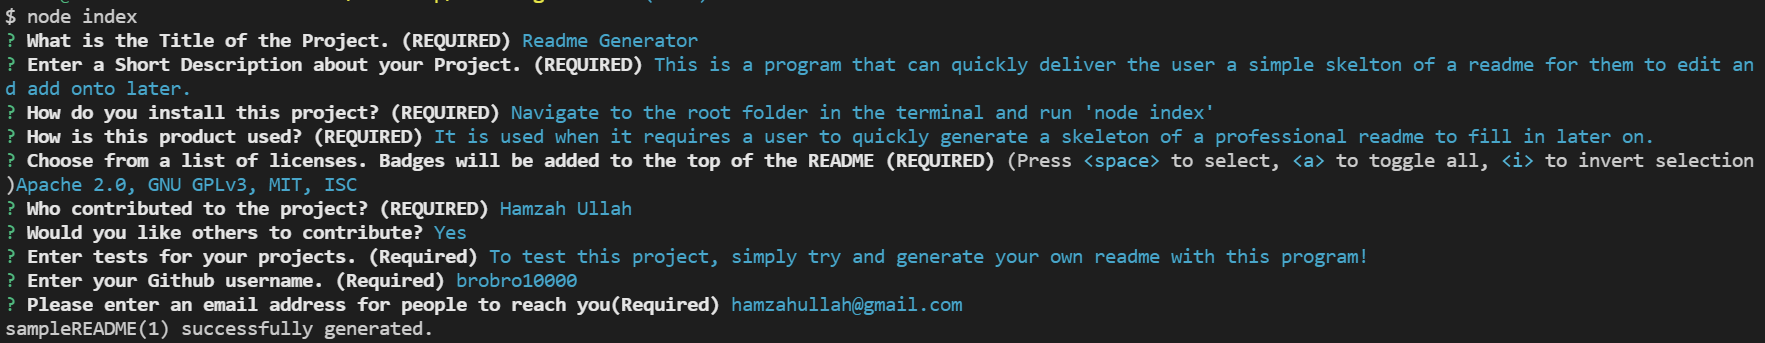 $ node index
? What is the Title of the Project. (REQUIRED) Readme Generator
? Enter a Short Description about your Project. (REQUIRED) This is a program that can quickly deliver the user a simple skelton of a readme for them to edit an
d add onto later.
? How do you install this project? (REQUIRED) Navigate to the root folder in the terminal and run 'node index'
? How is this product used? (REQUIRED) It is used when it requires a user to quickly generate a skeleton of a professional readme to fill in later on.
? Choose from a list of licenses. Badges will be added to the top of the README (REQUIRED) (Press <space> to select, <a> to toggle all, <i> to invert selection
)Apache 2.0, GNU GPLv3, MIT, ISC
? Who contributed to the project? (REQUIRED) Hamzah Ullah
? Would you like others to contribute? Yes
? Enter tests for your projects. (Required) To test this project, simply try and generate your own readme with this program!
? Enter your Github username. (Required) brobro10000
? Please enter an email address for people to reach you(Required) hamzahullah@gmail.com
sampleREADME(1) successfully generated.